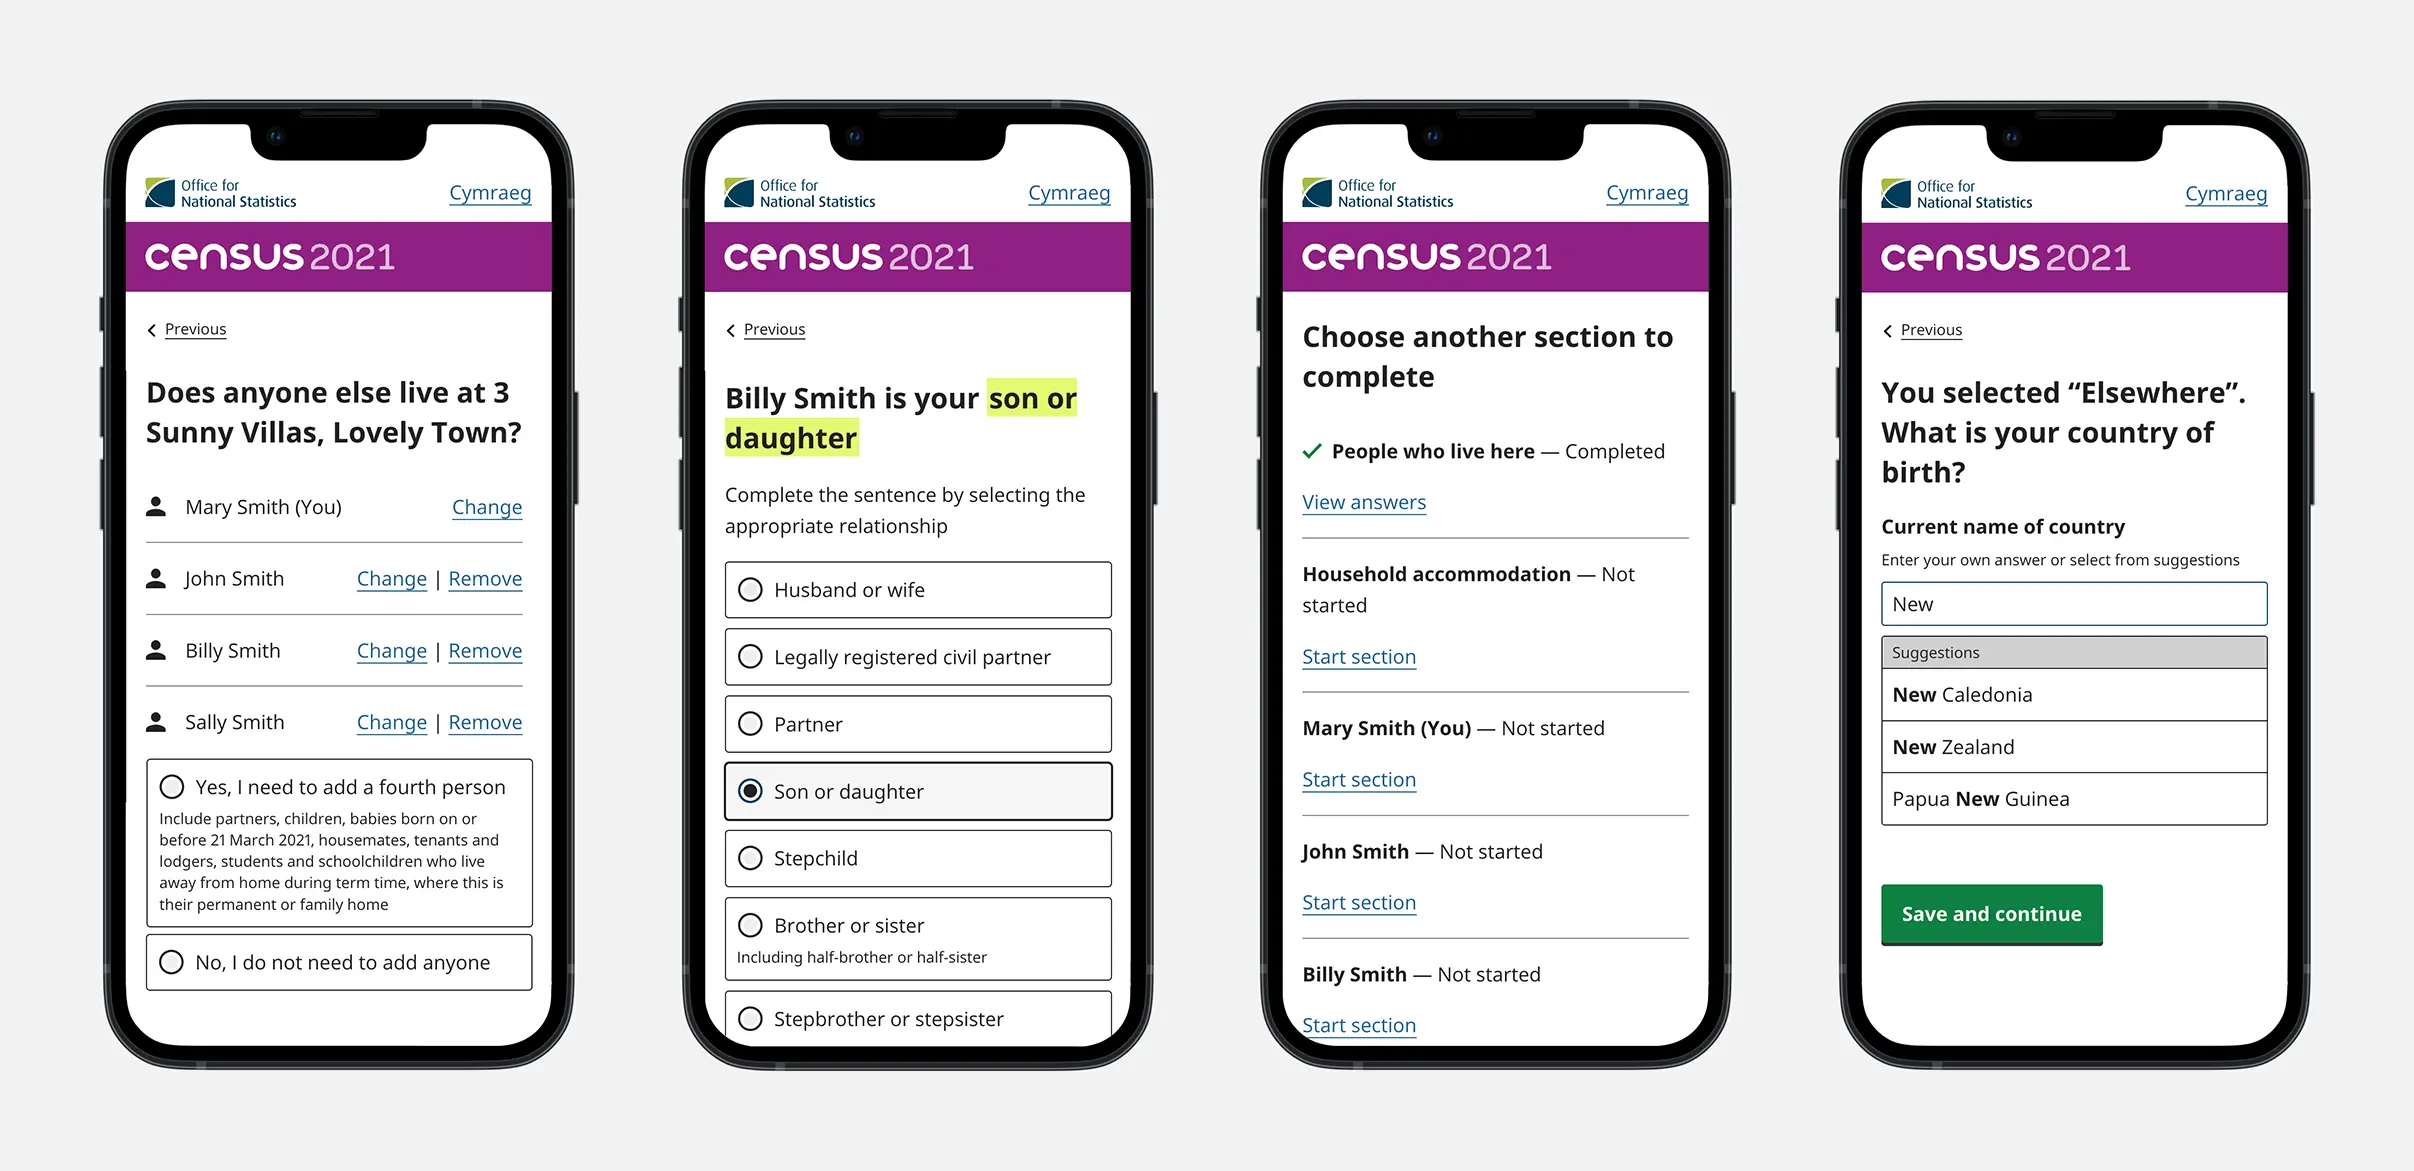 Office for
National Statistics
Cymraeg
census 2021
Previous
Does anyone else live at 3
Sunny Villas, Lovely Town?
Mary Smith (You) Change
John Smith Change | Remove
Billy Smith Change | Remove
Sally Smith Change | Remove
Yes, I need to add a fourth person
Include partners, children, babies born on or
before 21 March 2021, housemates, tenants and
lodgers, students and schoolchildren who live
away from home during term time, where this is
their permanent or family home
No, I do not need to add anyone
Office for
National Statistics
Cymraeg
census 2021
Previous
Billy Smith is your son or
daughter
Complete the sentence by selecting the
appropriate relationship
Husband or wife
Legally registered civil partner
Partner
Son or daughter
Stepchild
Brother or sister
Including half-brother or half-sister
Stepbrother or stepsister
Office for
National Statistics
Cymraeg
census 2021
Choose another section to
complete
People who live here — Completed
View answers
Household accommodation — Not
started
Start section
Mary Smith (You) — Not started
Start section
John Smith — Not started
Start section
Billy Smith — Not started
Start section
Office for
National Statistics
Cymraeg
census 2021
Previous
You selected “Elsewhere”.
What is your country of
birth?
Current name of country
Enter your own answer or select from suggestions
New
Suggestions
New Caledonia
New Zealand
Papua New Guinea
Save and continue